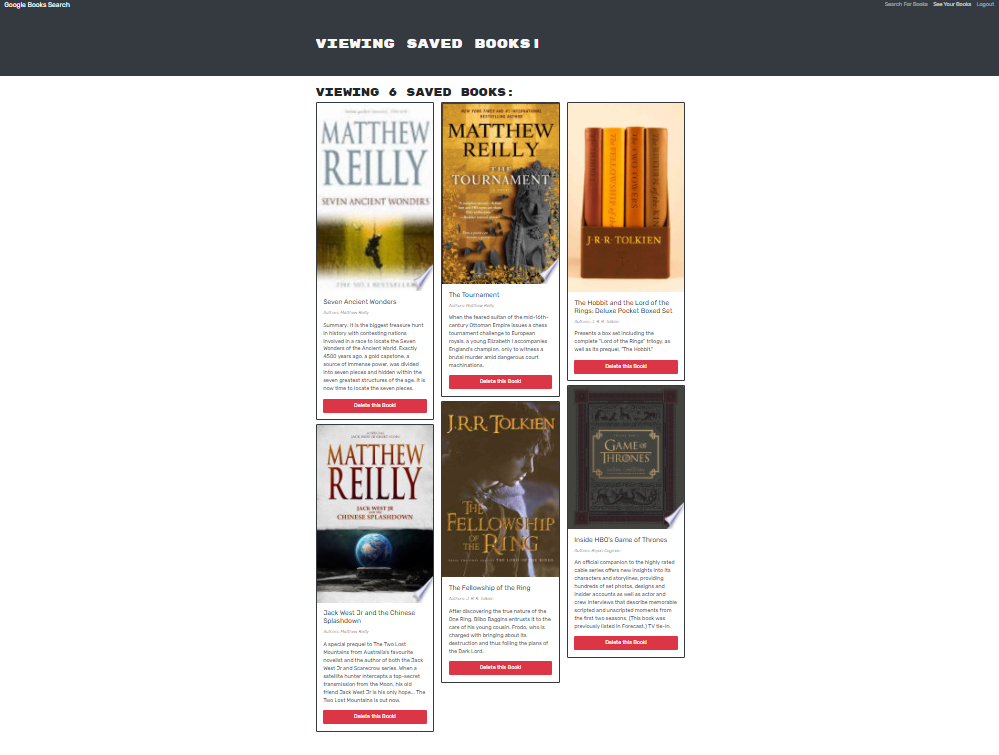 Google Books Search
Search For Books
See Your Books
Logout
VIEWING SAVED BOOKS!
VIEWING 6 SAVED BOOKS:
MATTHEW
REILLY
SEVEN ANCIENT WONDERS
THE NO.1 BESTSELLER
Seven Ancient Wonders
Authors: Matthew Reilly
Summary: It is the biggest treasure hunt
in history with contesting nations
involved in a race to locate the Seven
Wonders of the Ancient World. Exactly
4500 years ago, a gold capstone, a
source of immense power, was divided
into seven pieces and hidden within the
seven greatest structures of the age. It is
now time to locate the seven pieces.
Delete this Book!
MATTHEW
REILLY
JACK WEST JR
CHINESE SPLASHDOWN
Jack West Jr and the Chinese
Splashdown
Authors: Matthew Reilly
A special prequel to The Two Lost
Mountains from Australia's favourite
novelist and the author of both the Jack
West Jr and Scarecrow series. When a
satellite hunter intercepts a top-secret
transmission from the Moon, his old
friend Jack West Jr is his only hope... The
Two Lost Mountains is out now.
Delete this Book!
NEW YORK TIMES AND #1 INTERNATIONAL
BESTSELLING AUTHOR
MATTHEW
REILLY
THE
TOURNAMENT
The Tournament
Authors: Matthew Reilly
When the feared sultan of the mid-16th-
century Ottoman Empire issues a chess
tournament challenge to European
royals, a young Elizabeth I accompanies
England's champion, only to witness a
brutal murder amid dangerous court
machinations.
Delete this Book!
J.R.R. TOLKIEN
THE
FELLOWSHIP
OF
THE RING
The Fellowship of the Ring
Authors: J. R. R. Tolkien
After discovering the true nature of the
One Ring, Bilbo Baggins entrusts it to the
care of his young cousin, Frodo, who is
charged with bringing about its
destruction and thus foiling the plans of
the Dark Lord.
Delete this Book!
The FELLOWSHIP of the
The TWO TOWERS
J·R·R·TOLKIEN
The Hobbit and the Lord of the
Rings: Deluxe Pocket Boxed Set
Authors: J. R. R. Tolkien
Presents a box set including the
complete "Lord of the Rings" trilogy, as
well as its prequel, "The Hobbit."
Delete this Book!
GAME OF
THRONES
Inside HBO's Game of Thrones
Authors: Bryan Cogman
An official companion to the highly rated
cable series offers new insights into its
characters and storylines, providing
hundreds of set photos, designs and
insider accounts as well as actor and
crew interviews that describe memorable
scripted and unscripted moments from
the first two seasons. (This book was
previously listed in Forecast.) TV tie-in.
Delete this Book!